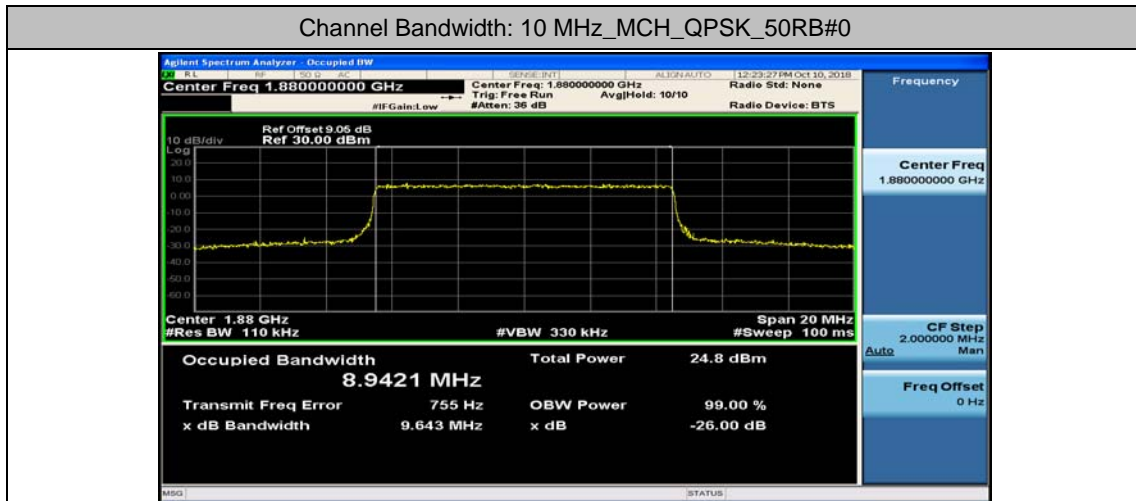 Channel Bandwidth: 10 MHz_MCH_QPSK_50RB#0
Agilent Spectrum Analyzer - Occupied BW
RL RF 50 Ω AC SENSE:INT ALIGN AUTO 12:23:27 PM Oct 10, 2018
Center Freq 1.880000000 GHz
Center Freq: 1.880000000 GHz
Radio Std: None
Trig: Free Run Avg|Hold: 10/10
#IFGain:Low #Atten: 36 dB Radio Device: BTS
Frequency
Ref Offset 9.05 dB
10 dB/div Ref 30.00 dBm
Log
20.0
10.0
0.00
-10.0
-20.0
-30.0
-40.0
-50.0
-60.0
Center 1.88 GHz Span 20 MHz
#Res BW 110 kHz #VBW 330 kHz #Sweep 100 ms
Center Freq
1.880000000 GHz
CF Step
2.000000 MHz
Auto Man
Freq Offset
0 Hz
Occupied Bandwidth Total Power 24.8 dBm
8.9421 MHz
Transmit Freq Error 755 Hz OBW Power 99.00 %
x dB Bandwidth 9.643 MHz x dB -26.00 dB
MSG STATUS